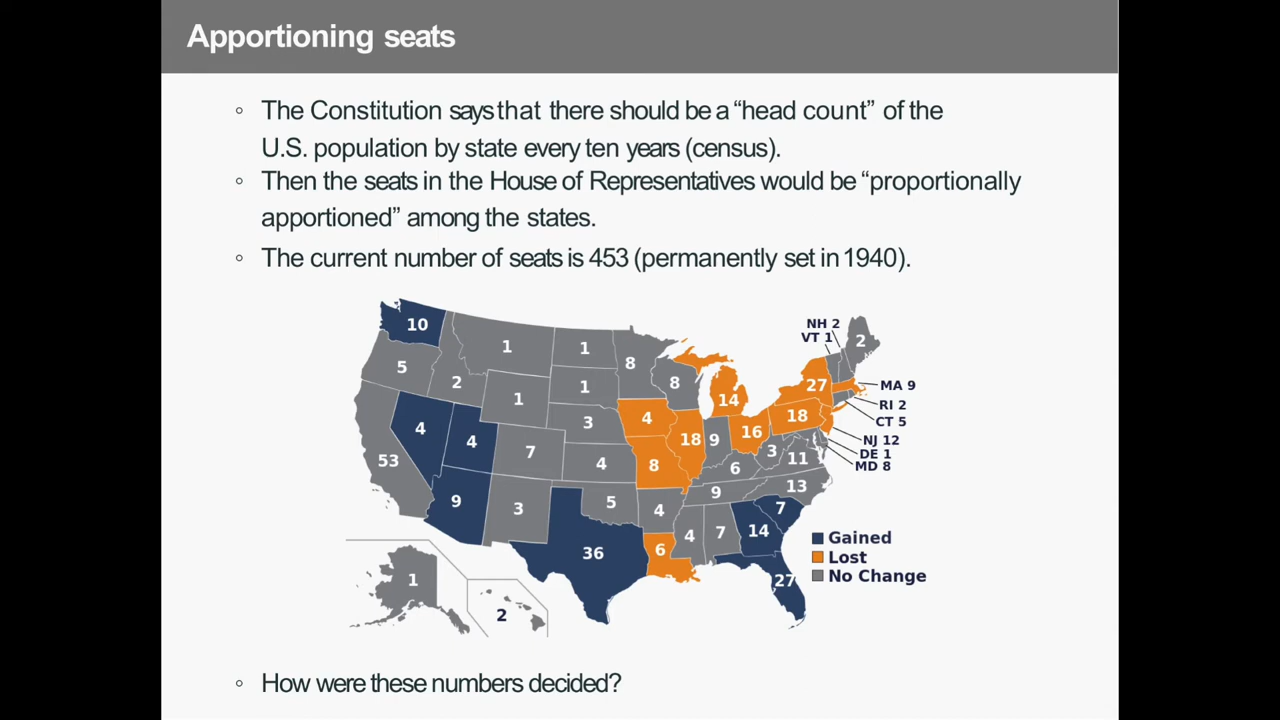 Apportioning seats
◦ The Constitution says that there should be a “head count” of the
U.S. population by state every ten years (census).
◦ Then the seats in the House of Representatives would be “proportionally
apportioned” among the states.
◦ The current number of seats is 453 (permanently set in 1940).
NH 2
10
VT 1
2
1
1
8
5
2
1
8
27
MA 9
1
14
RI 2
4
3
4
18
CT 5
4
18
9
16
NJ 12
53
7
4
8
6
3
11
DE 1
MD 8
9
3
5
4
9
13
7
36
6
4
7
14
Gained
Lost
1
27
No Change
2
◦ How were these numbers decided?